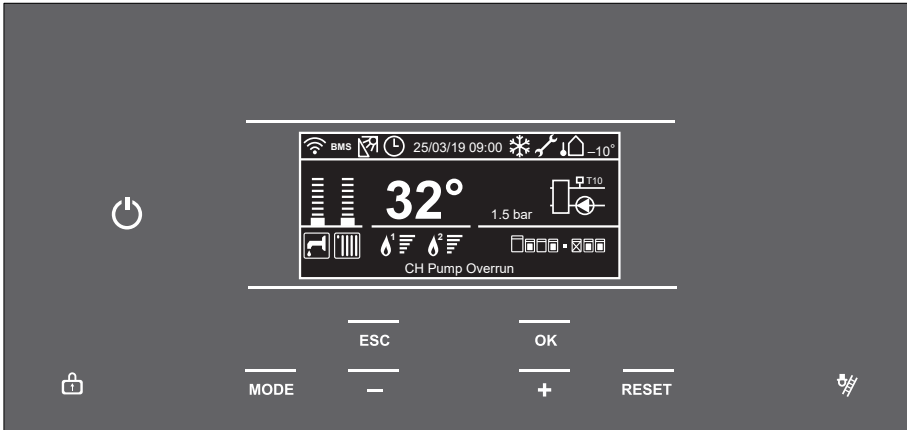 BMS 25/03/19 09:00 –10°
32°
T10
1.5 bar
1 2
CH Pump Overrun
ESC OK
MODE – + RESET